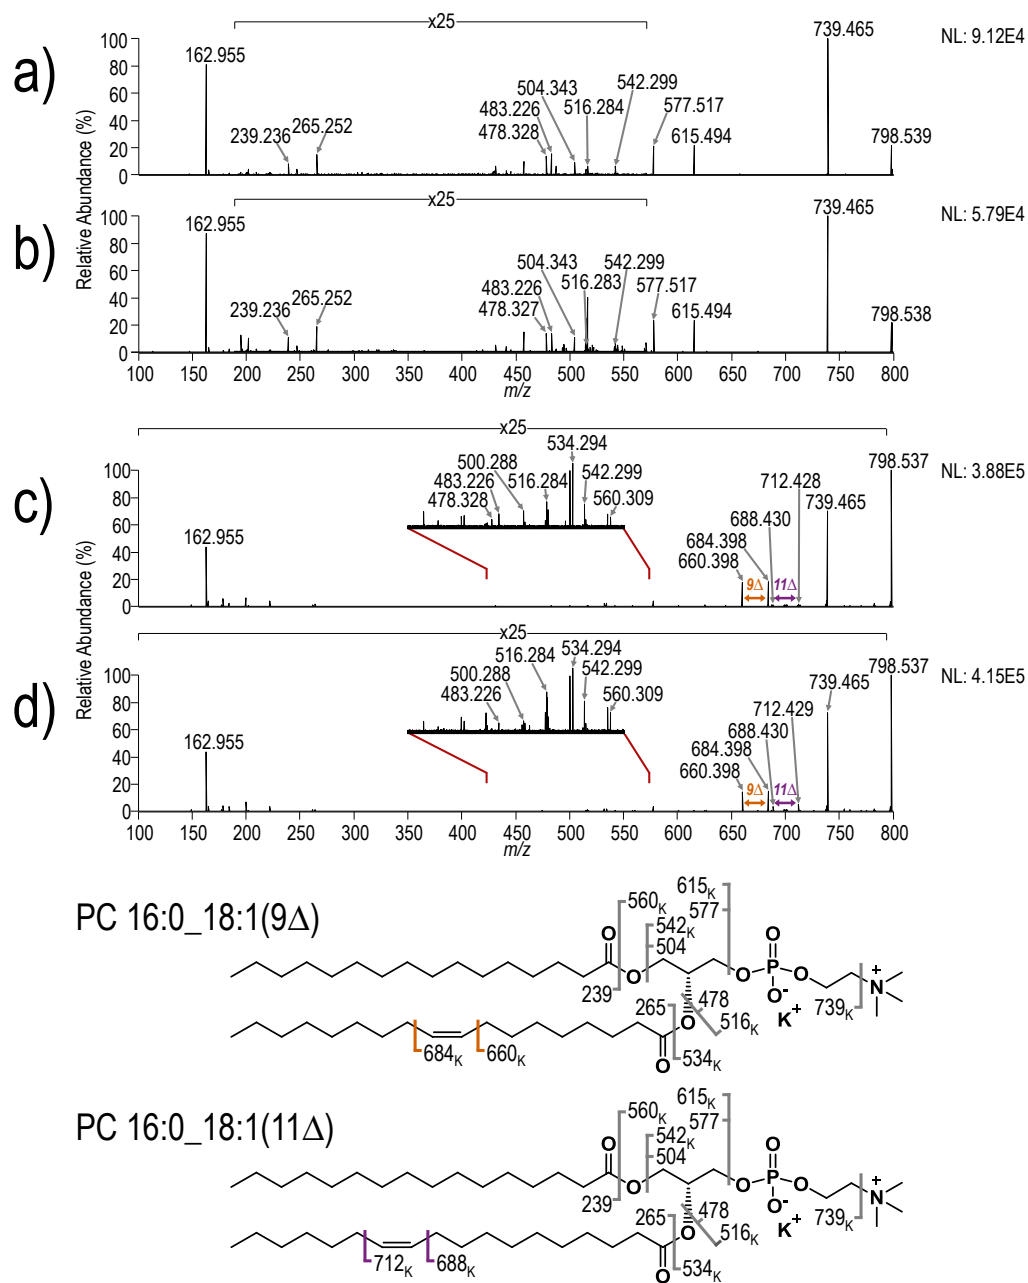 a)
x25
NL: 9.12E4
739.465
162.955
504.343
542.299
483.226
516.284
577.517
239.236
265.252
478.328
615.494
798.539
100
80
60
40
20
0
Relative Abundance (%)
b)
x25
NL: 5.79E4
739.465
162.955
504.343
542.299
483.226
516.283
577.517
239.236
265.252
478.327
615.494
798.538
100
80
60
40
20
0
100 150 200 250 300 350 400 450 500 550 600 650 700 750 800
m/z
c)
x25
NL: 3.88E5
534.294
798.537
500.288
712.428
483.226
516.284
542.299
739.465
478.328
560.309
688.430
684.398
162.955
660.398
9Δ
11Δ
100
80
60
40
20
0
Relative Abundance (%)
d)
x25
NL: 4.15E5
534.294
516.284
798.537
500.288
542.299
739.465
483.226
560.309
712.429
688.430
684.398
162.955
660.398
9Δ
11Δ
100
80
60
40
20
0
100 150 200 250 300 350 400 450 500 550 600 650 700 750 800
m/z
PC 16:0_18:1(9Δ)
615K
577
560K
542K
504
O
O
O
P
O
O
O-
N
+
K+
739K
239
265
478
516K
O
O
534K
684K
660K
PC 16:0_18:1(11Δ)
615K
577
560K
542K
504
O
O
O
P
O
O
O-
N
+
K+
739K
239
265
478
516K
O
O
534K
712K
688K